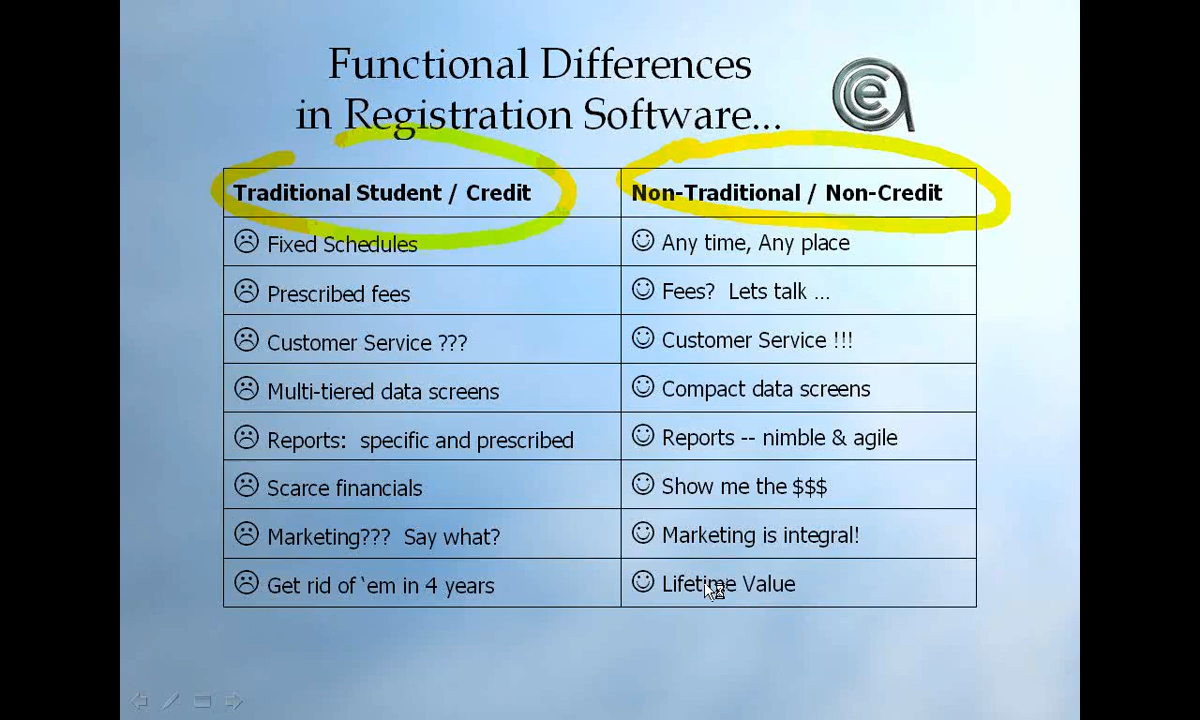 Functional Differences
in Registration Software...
Traditional Student / Credit
Non-Traditional / Non-Credit
☹ Fixed Schedules
☺ Any time, Any place
☹ Prescribed fees
☺ Fees?  Lets talk ...
☹ Customer Service ???
☺ Customer Service !!!
☹ Multi-tiered data screens
☺ Compact data screens
☹ Reports:  specific and prescribed
☺ Reports -- nimble & agile
☹ Scarce financials
☺ Show me the $$$
☹ Marketing???  Say what?
☺ Marketing is integral!
☹ Get rid of `em in 4 years
☺ Lifetime Value